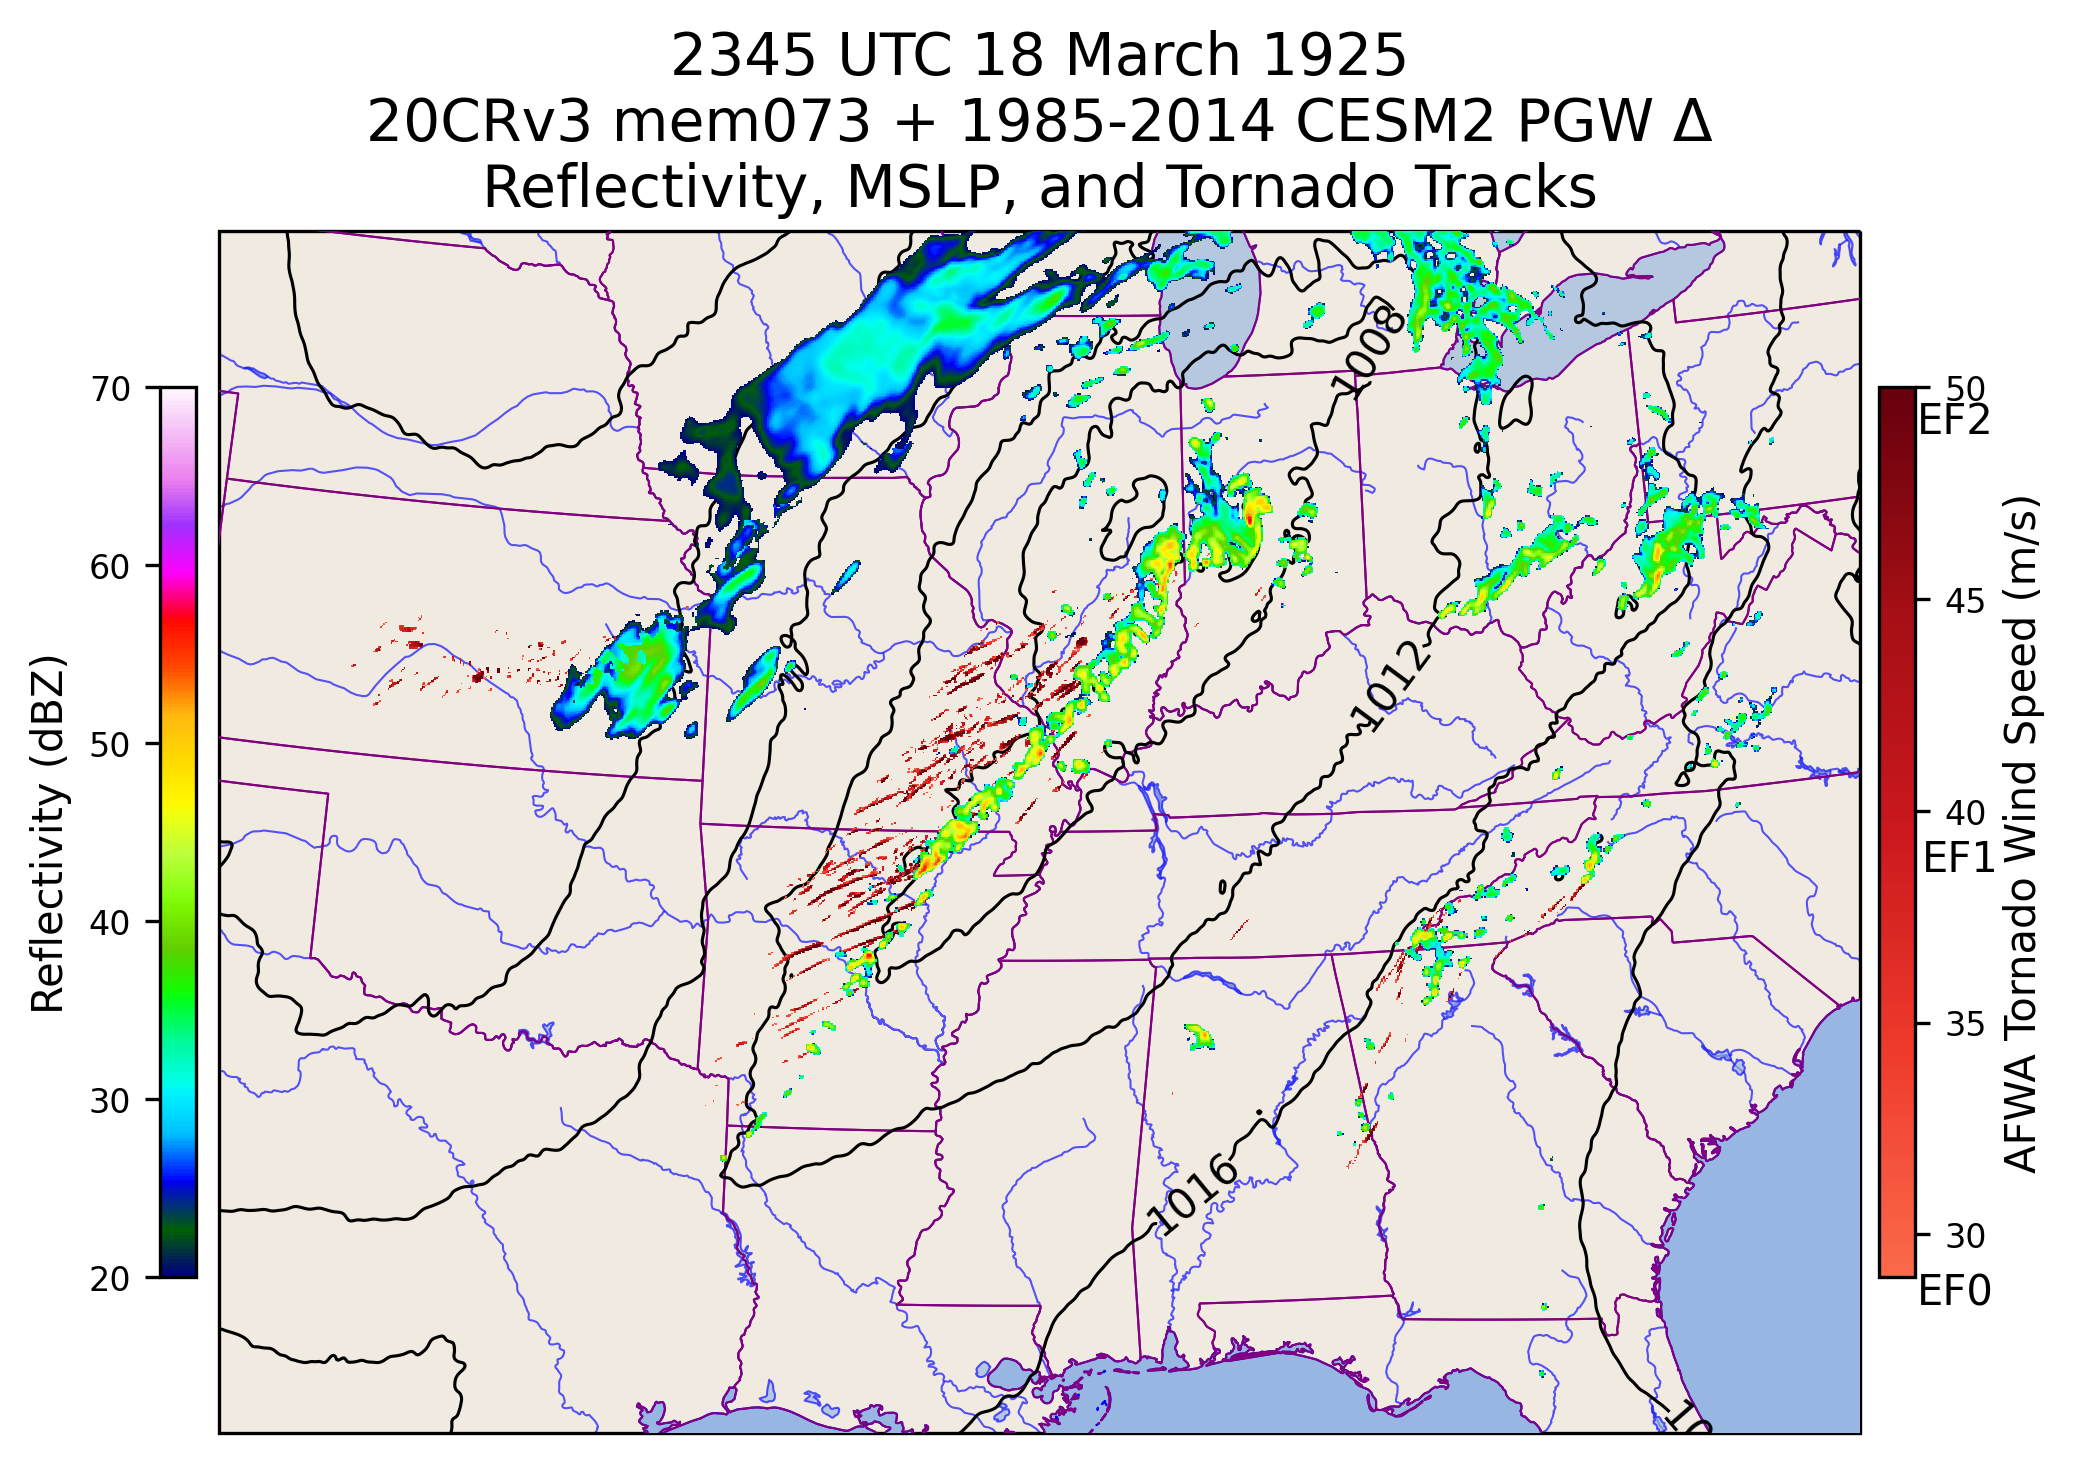 2345 UTC 18 March 1925
20CRv3 mem073 + 1985-2014 CESM2 PGW Δ
Reflectivity, MSLP, and Tornado Tracks
70
60
50
40
30
20
Reflectivity (dBZ)
1008
1012
1016
10
50
EF2
45
40
EF1
35
30
EF0
AFWA Tornado Wind Speed (m/s)